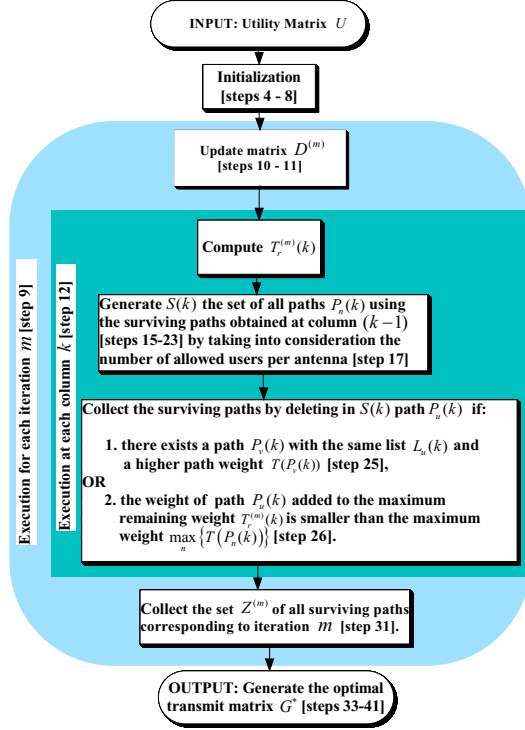 INPUT: Utility Matrix U
Initialization
[steps 4 - 8]
Update matrix D^(m)
[steps 10 - 11]
Execution for each iteration m [step 9]
Execution at each column k [step 12]
Compute T_r^(m)(k)
Generate S(k) the set of all paths P_n(k) using
the surviving paths obtained at column (k−1)
[steps 15-23] by taking into consideration the
number of allowed users per antenna [step 17]
Collect the surviving paths by deleting in S(k) path P_u(k) if:
1. there exists a path P_v(k) with the same list L_u(k) and
a higher path weight T(P_v(k)) [step 25],
OR
2. the weight of path P_u(k) added to the maximum
remaining weight T_r^(m)(k) is smaller than the maximum
weight max_n{T(P_n(k))} [step 26].
Collect the set Z^(m) of all surviving paths
corresponding to iteration m [step 31].
OUTPUT: Generate the optimal
transmit matrix G^* [steps 33-41]